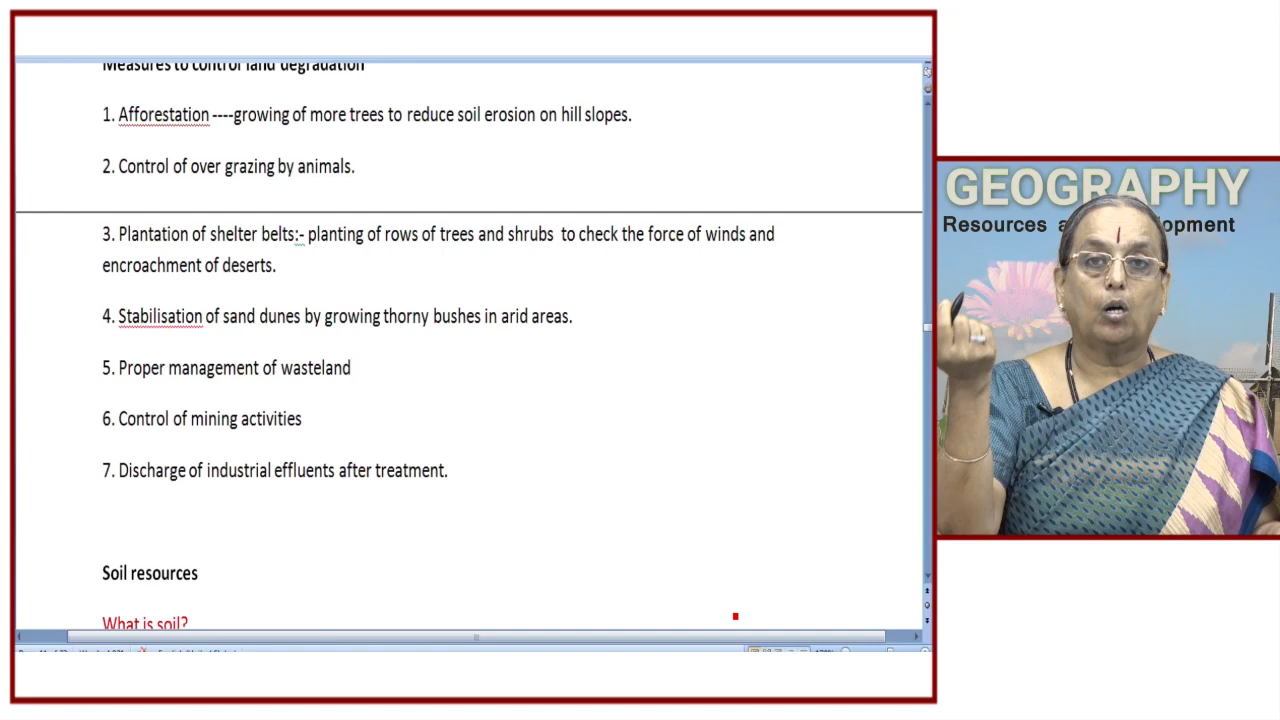 Measures to control land degradation
1. Afforestation ----growing of more trees to reduce soil erosion on hill slopes.
2. Control of over grazing by animals.
3. Plantation of shelter belts:- planting of rows of trees and shrubs to check the force of winds and
encroachment of deserts.
4. Stabilisation of sand dunes by growing thorny bushes in arid areas.
5. Proper management of wasteland
6. Control of mining activities
7. Discharge of industrial effluents after treatment.
Soil resources
What is soil?
GEOGRAPHY
Resources